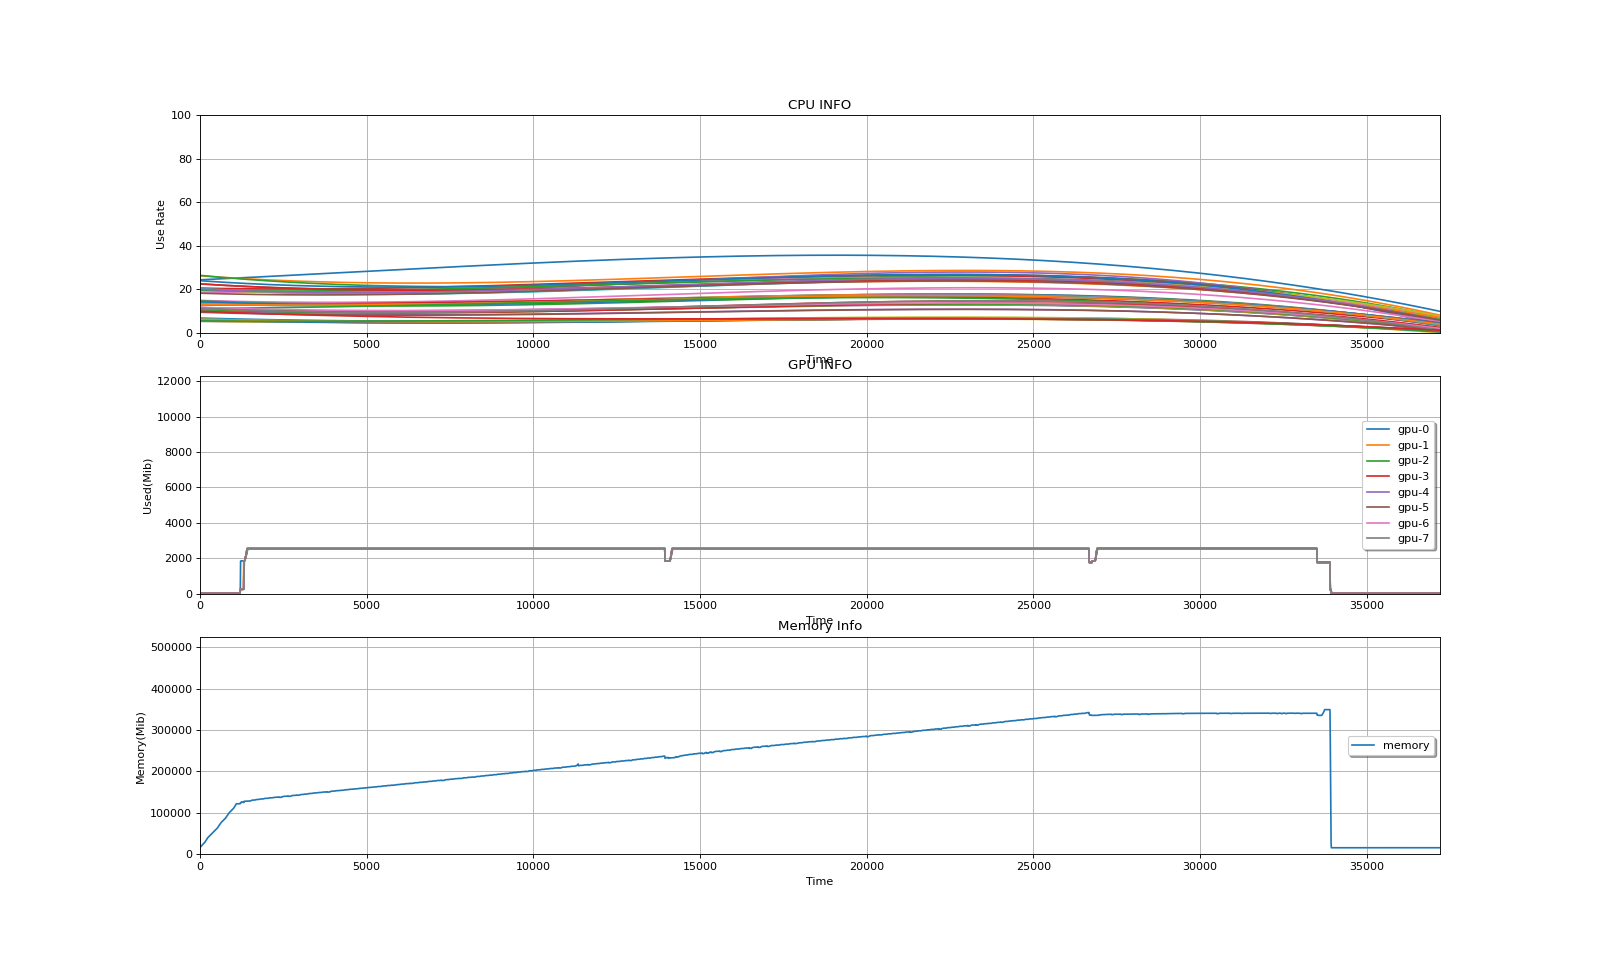 CPU INFO
100
80
60
40
20
0
Use Rate
0 5000 10000 15000 20000 25000 30000 35000
Time
GPU INFO
12000
10000
8000
6000
4000
2000
0
Used(Mib)
gpu-0
gpu-1
gpu-2
gpu-3
gpu-4
gpu-5
gpu-6
gpu-7
0 5000 10000 15000 20000 25000 30000 35000
Time
Memory Info
500000
400000
300000
200000
100000
0
Memory(Mib)
memory
0 5000 10000 15000 20000 25000 30000 35000
Time